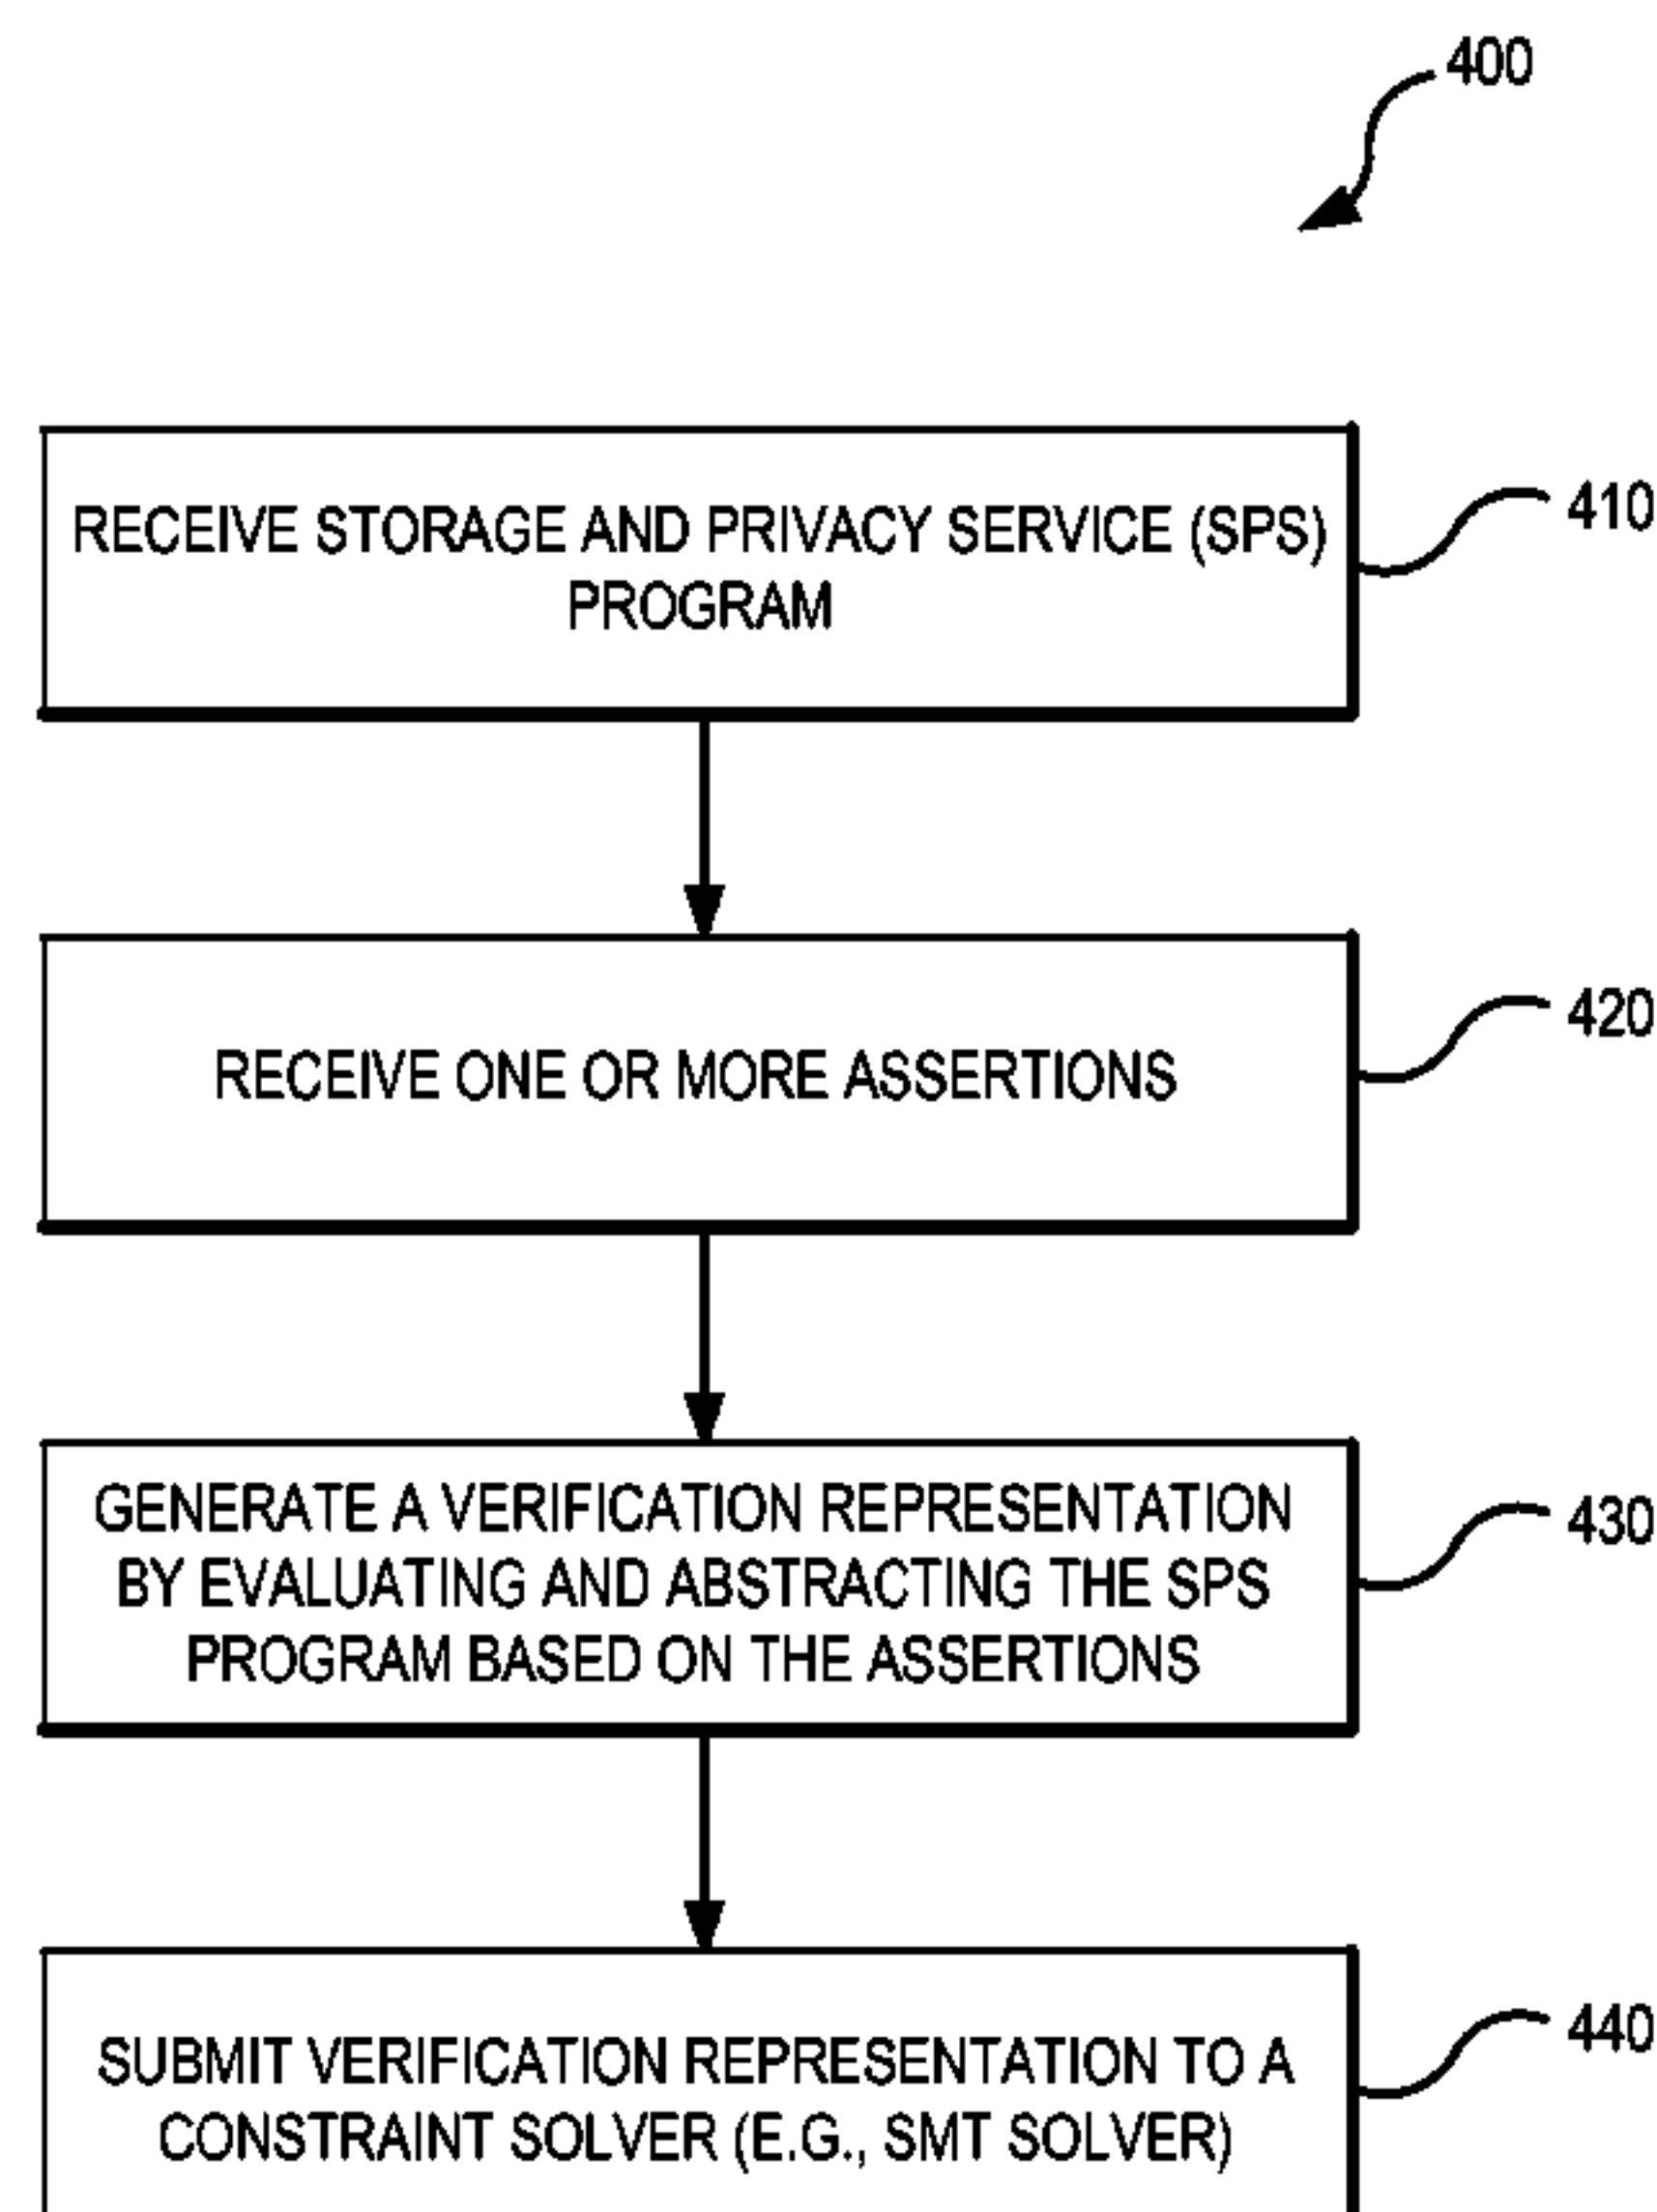 400
RECEIVE STORAGE AND PRIVACY SERVICE (SPS)
PROGRAM
410
RECEIVE ONE OR MORE ASSERTIONS
420
GENERATE A VERIFICATION REPRESENTATION
BY EVALUATING AND ABSTRACTING THE SPS
PROGRAM BASED ON THE ASSERTIONS
430
SUBMIT VERIFICATION REPRESENTATION TO A
CONSTRAINT SOLVER (E.G., SMT SOLVER)
440